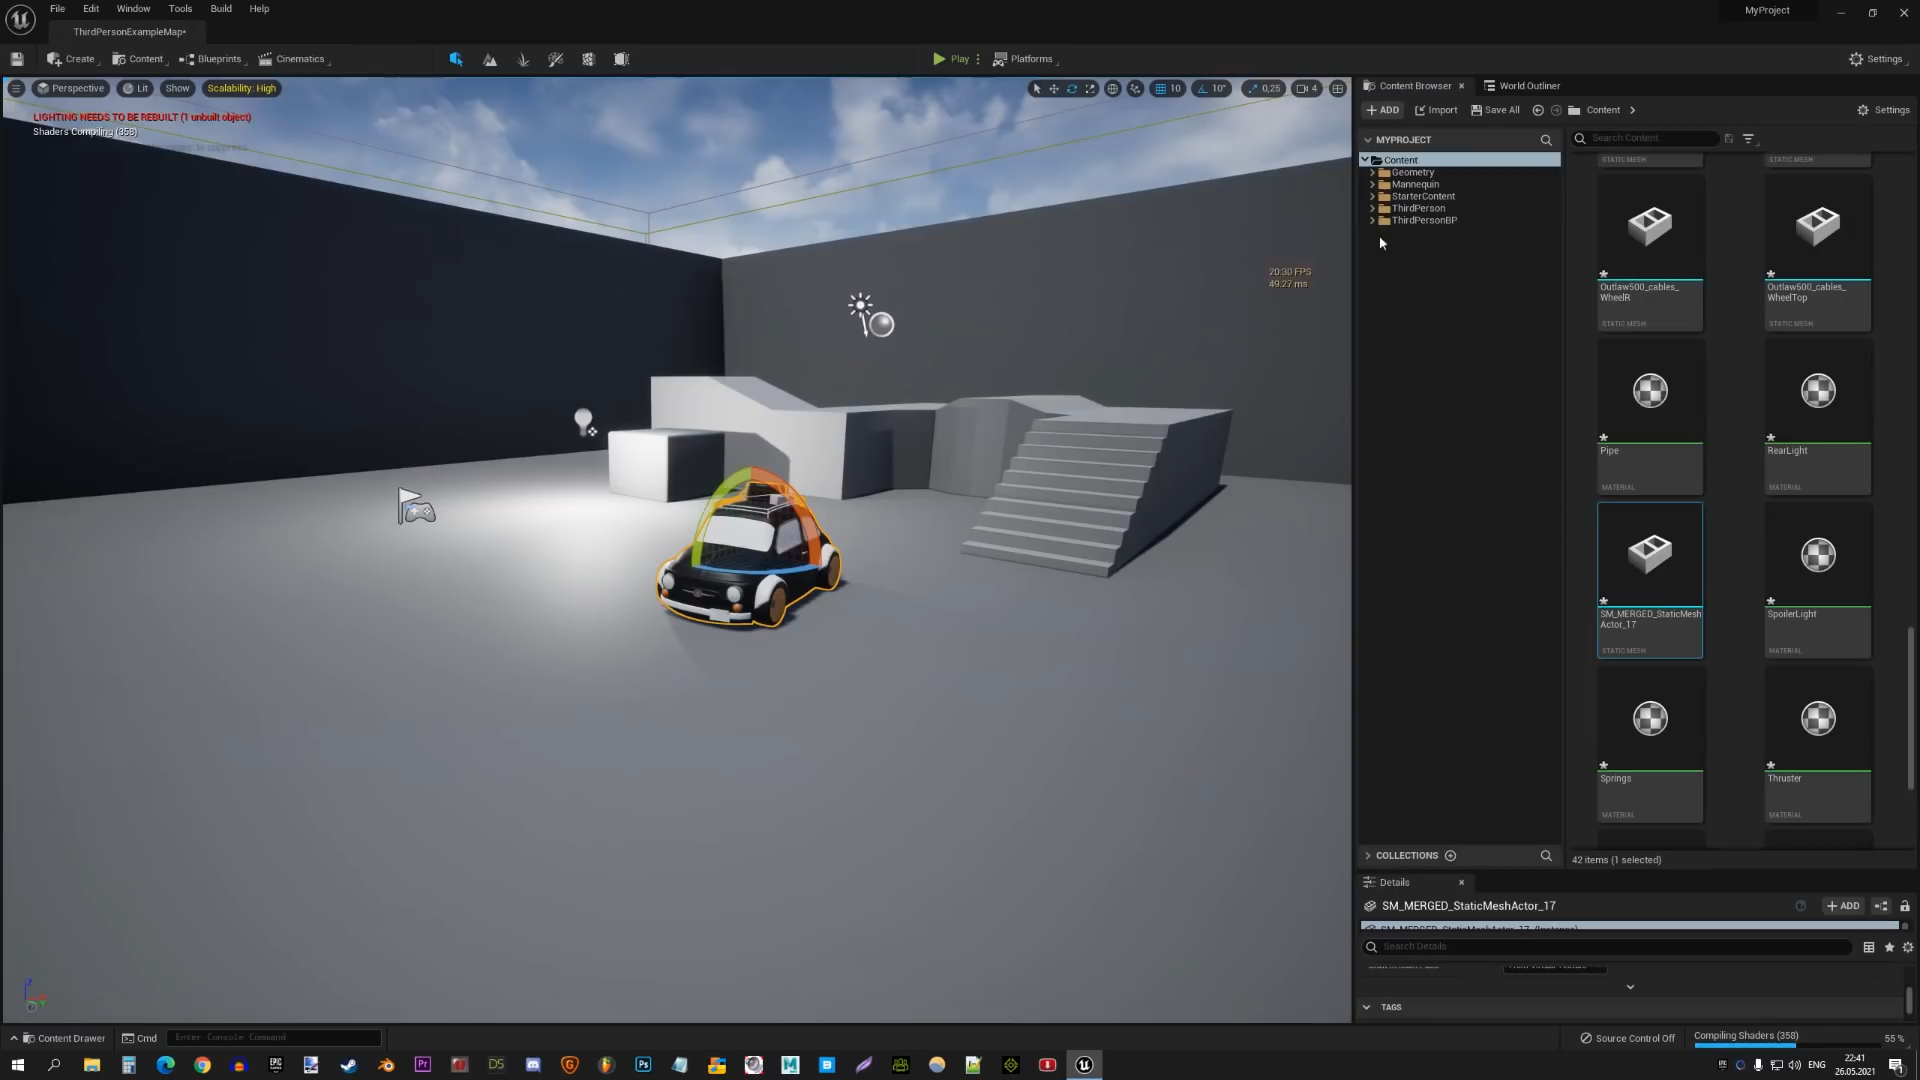 File Edit Window Tools Build Help
MyProject
ThirdPersonExampleMap*
Create Content Blueprints Cinematics Play Platforms Settings
Perspective Lit Show Scalability: High
10 10° 0,25 4
LIGHTING NEEDS TO BE REBUILT (1 unbuilt object)
Shaders Compiling (358)
20.30 FPS
49.27 ms
Content Browser World Outliner
ADD Import Save All Content Settings
MYPROJECT
Search Content
Content
Geometry
Mannequin
StarterContent
ThirdPerson
ThirdPersonBP
STATIC MESH STATIC MESH
Outlaw500_cables_
WheelR
STATIC MESH
Outlaw500_cables_
WheelTop
STATIC MESH
Pipe
MATERIAL
RearLight
MATERIAL
SM_MERGED_StaticMesh
Actor_17
STATIC MESH
SpoilerLight
MATERIAL
Springs
MATERIAL
Thruster
MATERIAL
COLLECTIONS
42 items (1 selected)
Details
SM_MERGED_StaticMeshActor_17
ADD
Search Details
TAGS
Content Drawer Cmd Enter Console Command
Source Control Off
Compiling Shaders (358)
55 %
ENG
22:41
26.05.2021